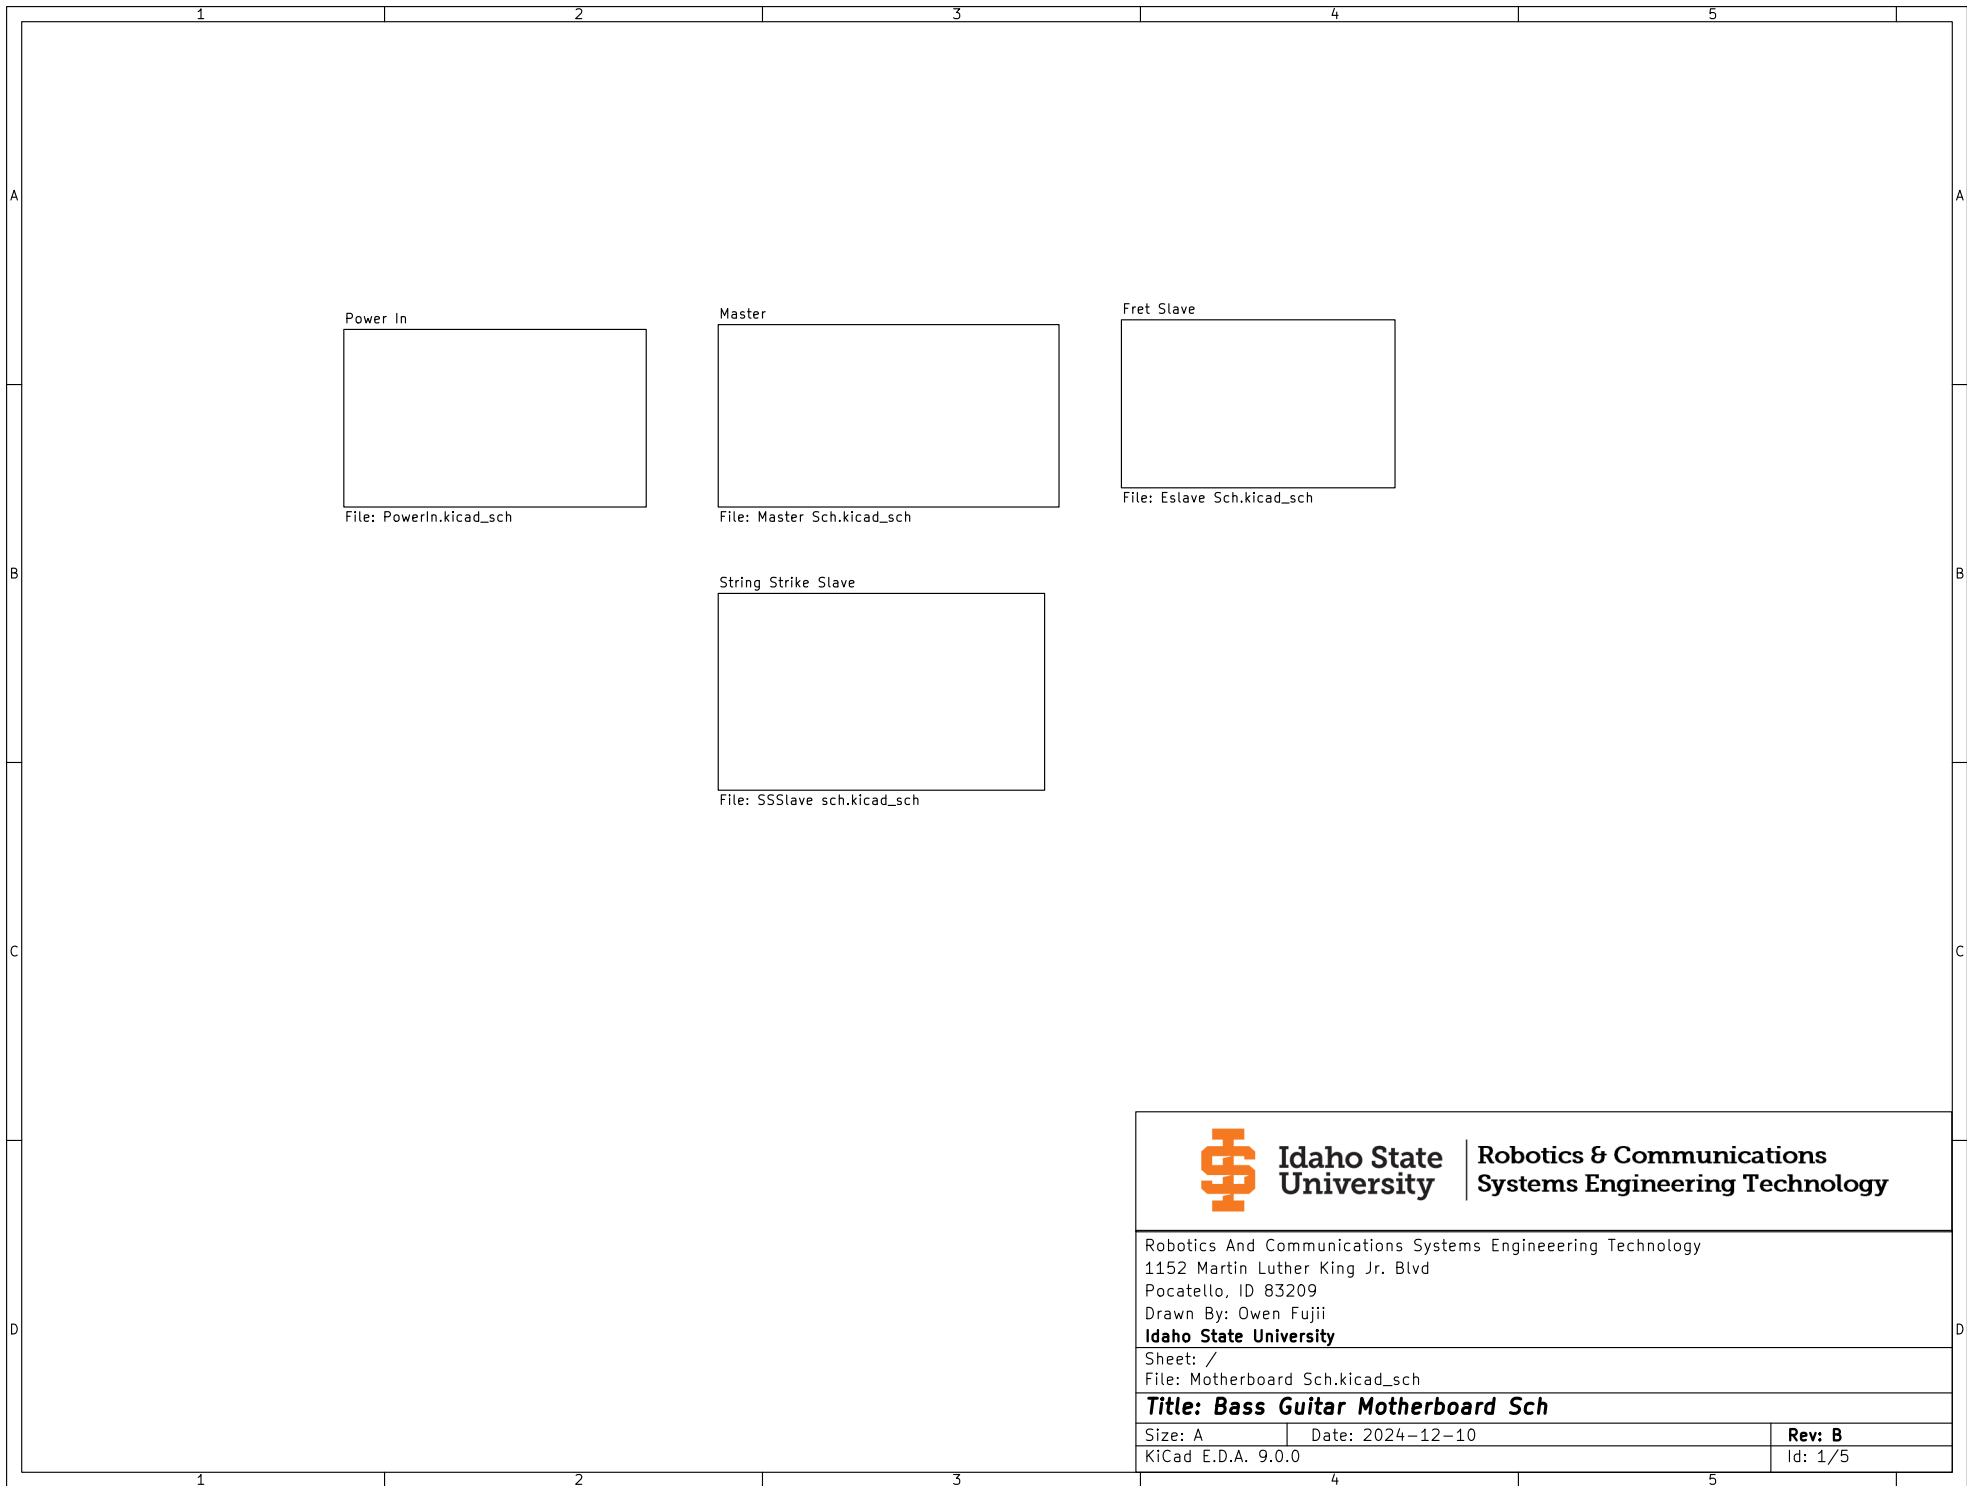 1 2 3 4 5
A A
Power In
Master
Fret Slave
File: PowerIn.kicad_sch
File: Master Sch.kicad_sch
File: Eslave Sch.kicad_sch
B B
String Strike Slave
File: SSSlave sch.kicad_sch
C C
Idaho State
University
Robotics & Communications
Systems Engineering Technology
Robotics And Communications Systems Engineeering Technology
1152 Martin Luther King Jr. Blvd
Pocatello, ID 83209
Drawn By: Owen Fujii
Idaho State University
D D
Sheet: /
File: Motherboard Sch.kicad_sch
Title: Bass Guitar Motherboard Sch
Size: A Date: 2024-12-10 Rev: B
KiCad E.D.A. 9.0.0 Id: 1/5
1 2 3 4 5